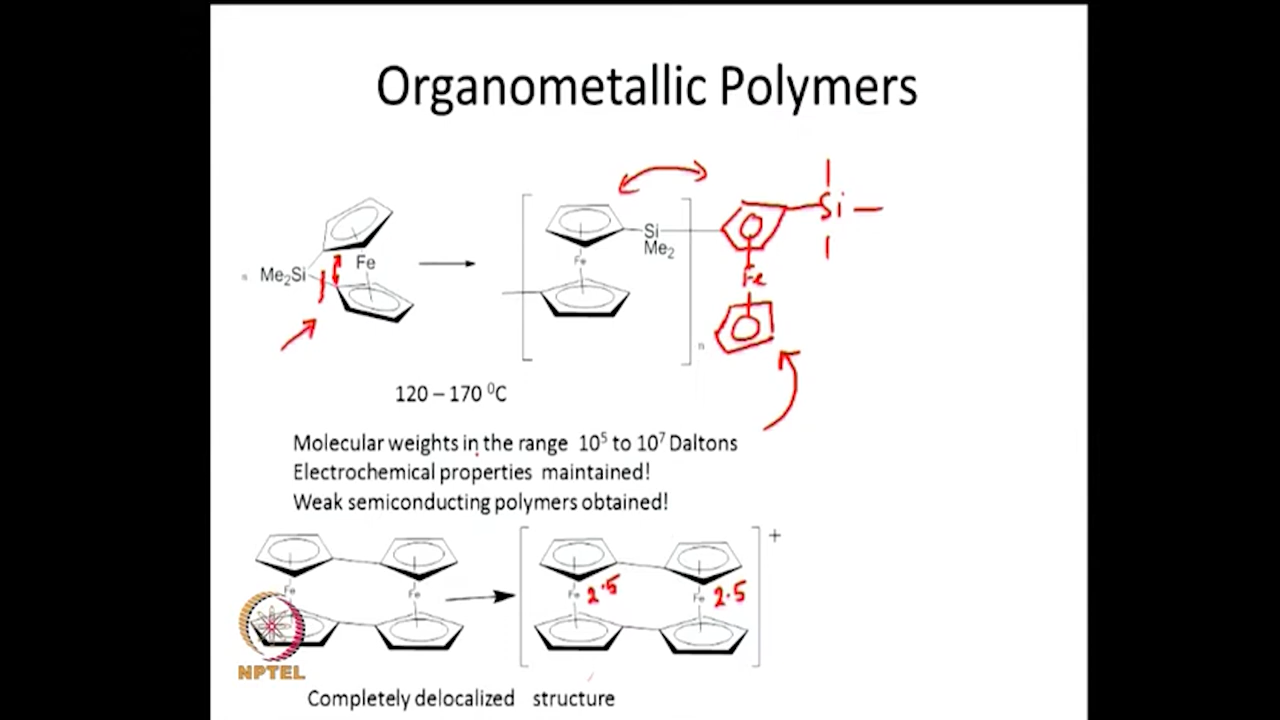 Organometallic Polymers
n Me2Si Fe
Fe Si Me2 n
Si
Fe
120 – 170 ⁰C
Molecular weights in the range 10⁵ to 10⁷ Daltons
Electrochemical properties maintained!
Weak semiconducting polymers obtained!
Fe Fe
Fe 2.5 Fe 2.5 +
NPTEL
Completely delocalized structure